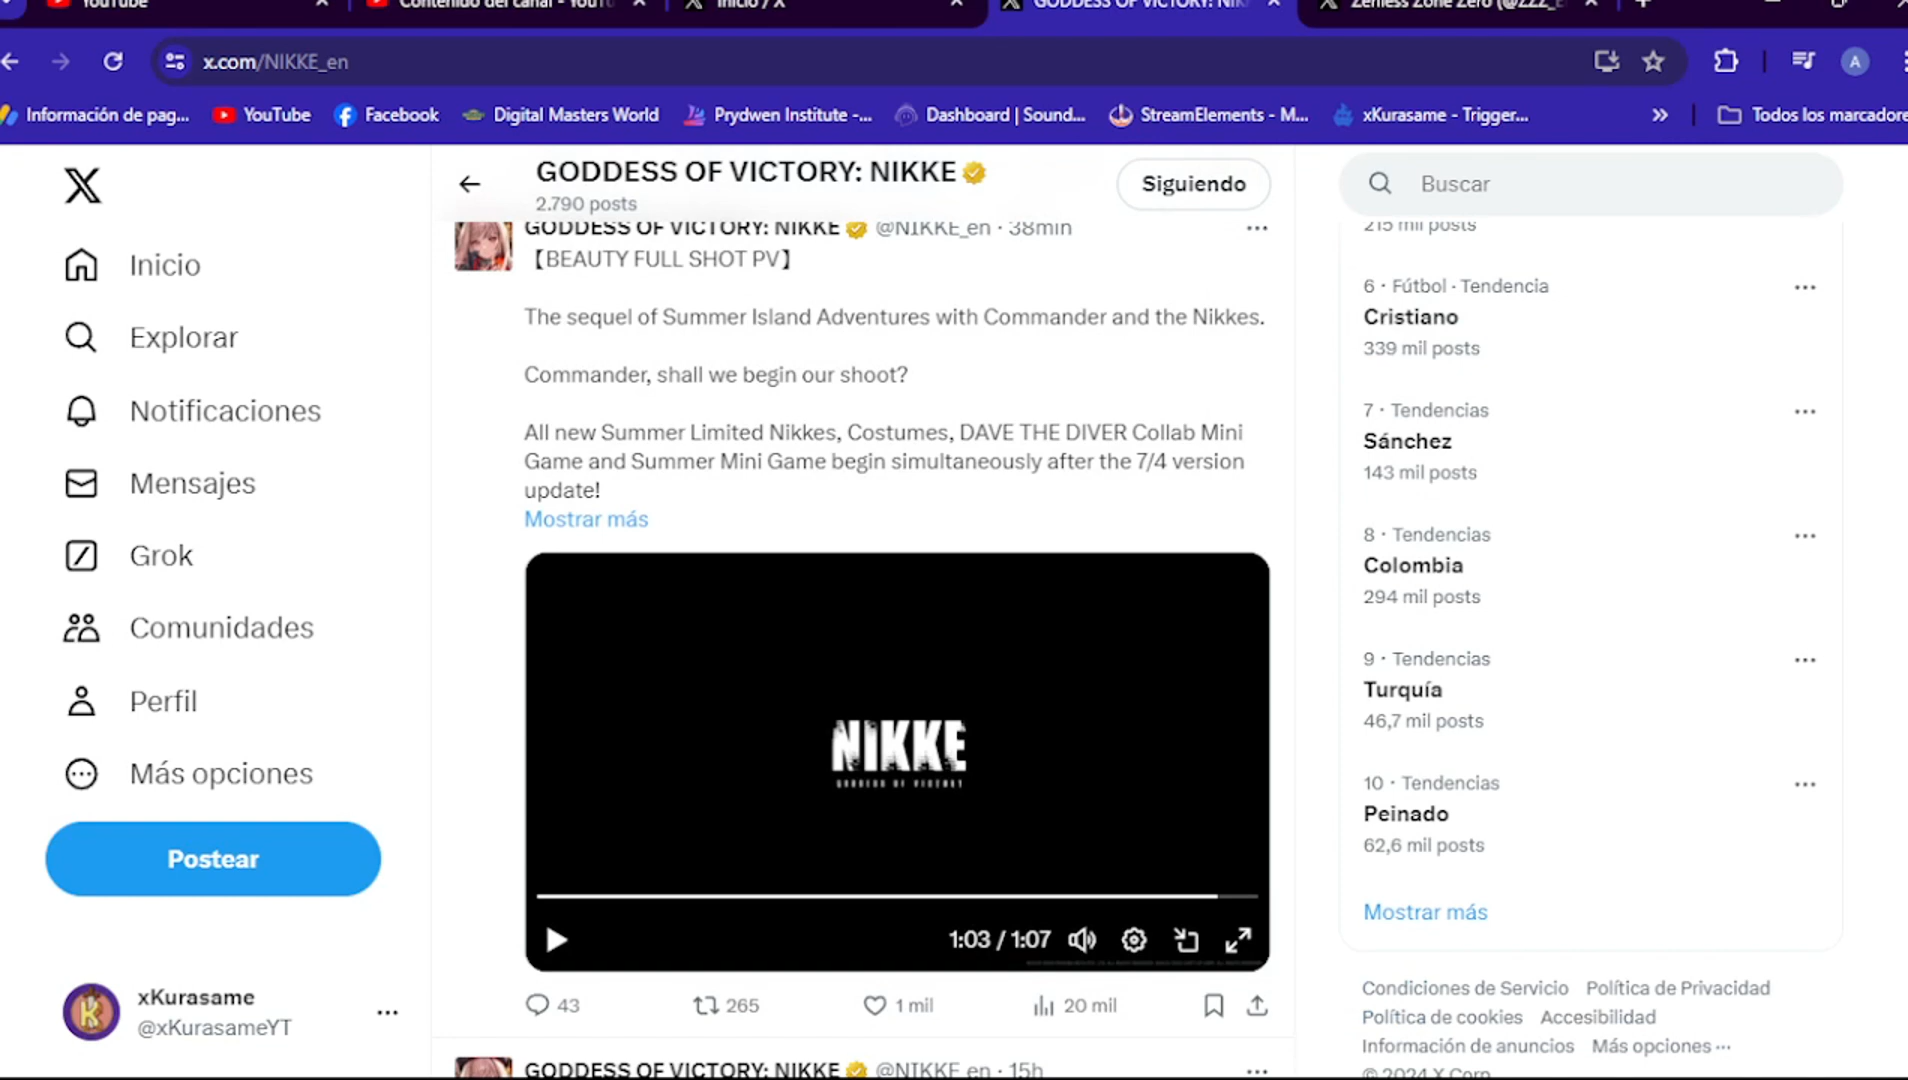 YouTube
Contenido del canal - YouTu
Inicio / X
GODDESS OF VICTORY: NIK
Zenless Zone Zero (@ZZZ_E
x.com/NIKKE_en
A
Información de pag...
YouTube
Facebook
Digital Masters World
Prydwen Institute -...
Dashboard | Sound...
StreamElements - M...
xKurasame - Trigger...
Todos los marcadore
GODDESS OF VICTORY: NIKKE
2.790 posts
Siguiendo
Buscar
Inicio
Explorar
Notificaciones
Mensajes
Grok
Comunidades
Perfil
Más opciones
Postear
xKurasame
@xKurasameYT
GODDESS OF VICTORY: NIKKE @NIKKE_en · 38min
【BEAUTY FULL SHOT PV】
The sequel of Summer Island Adventures with Commander and the Nikkes.
Commander, shall we begin our shoot?
All new Summer Limited Nikkes, Costumes, DAVE THE DIVER Collab Mini
Game and Summer Mini Game begin simultaneously after the 7/4 version
update!
Mostrar más
NIKKE
GODDESS OF VICTORY
1:03 / 1:07
43
265
1 mil
20 mil
GODDESS OF VICTORY: NIKKE @NIKKE_en · 15h
215 mil posts
6 · Fútbol · Tendencia
Cristiano
339 mil posts
7 · Tendencias
Sánchez
143 mil posts
8 · Tendencias
Colombia
294 mil posts
9 · Tendencias
Turquía
46,7 mil posts
10 · Tendencias
Peinado
62,6 mil posts
Mostrar más
Condiciones de Servicio Política de Privacidad
Política de cookies Accesibilidad
Información de anuncios Más opciones ···
© 2024 X Corp.